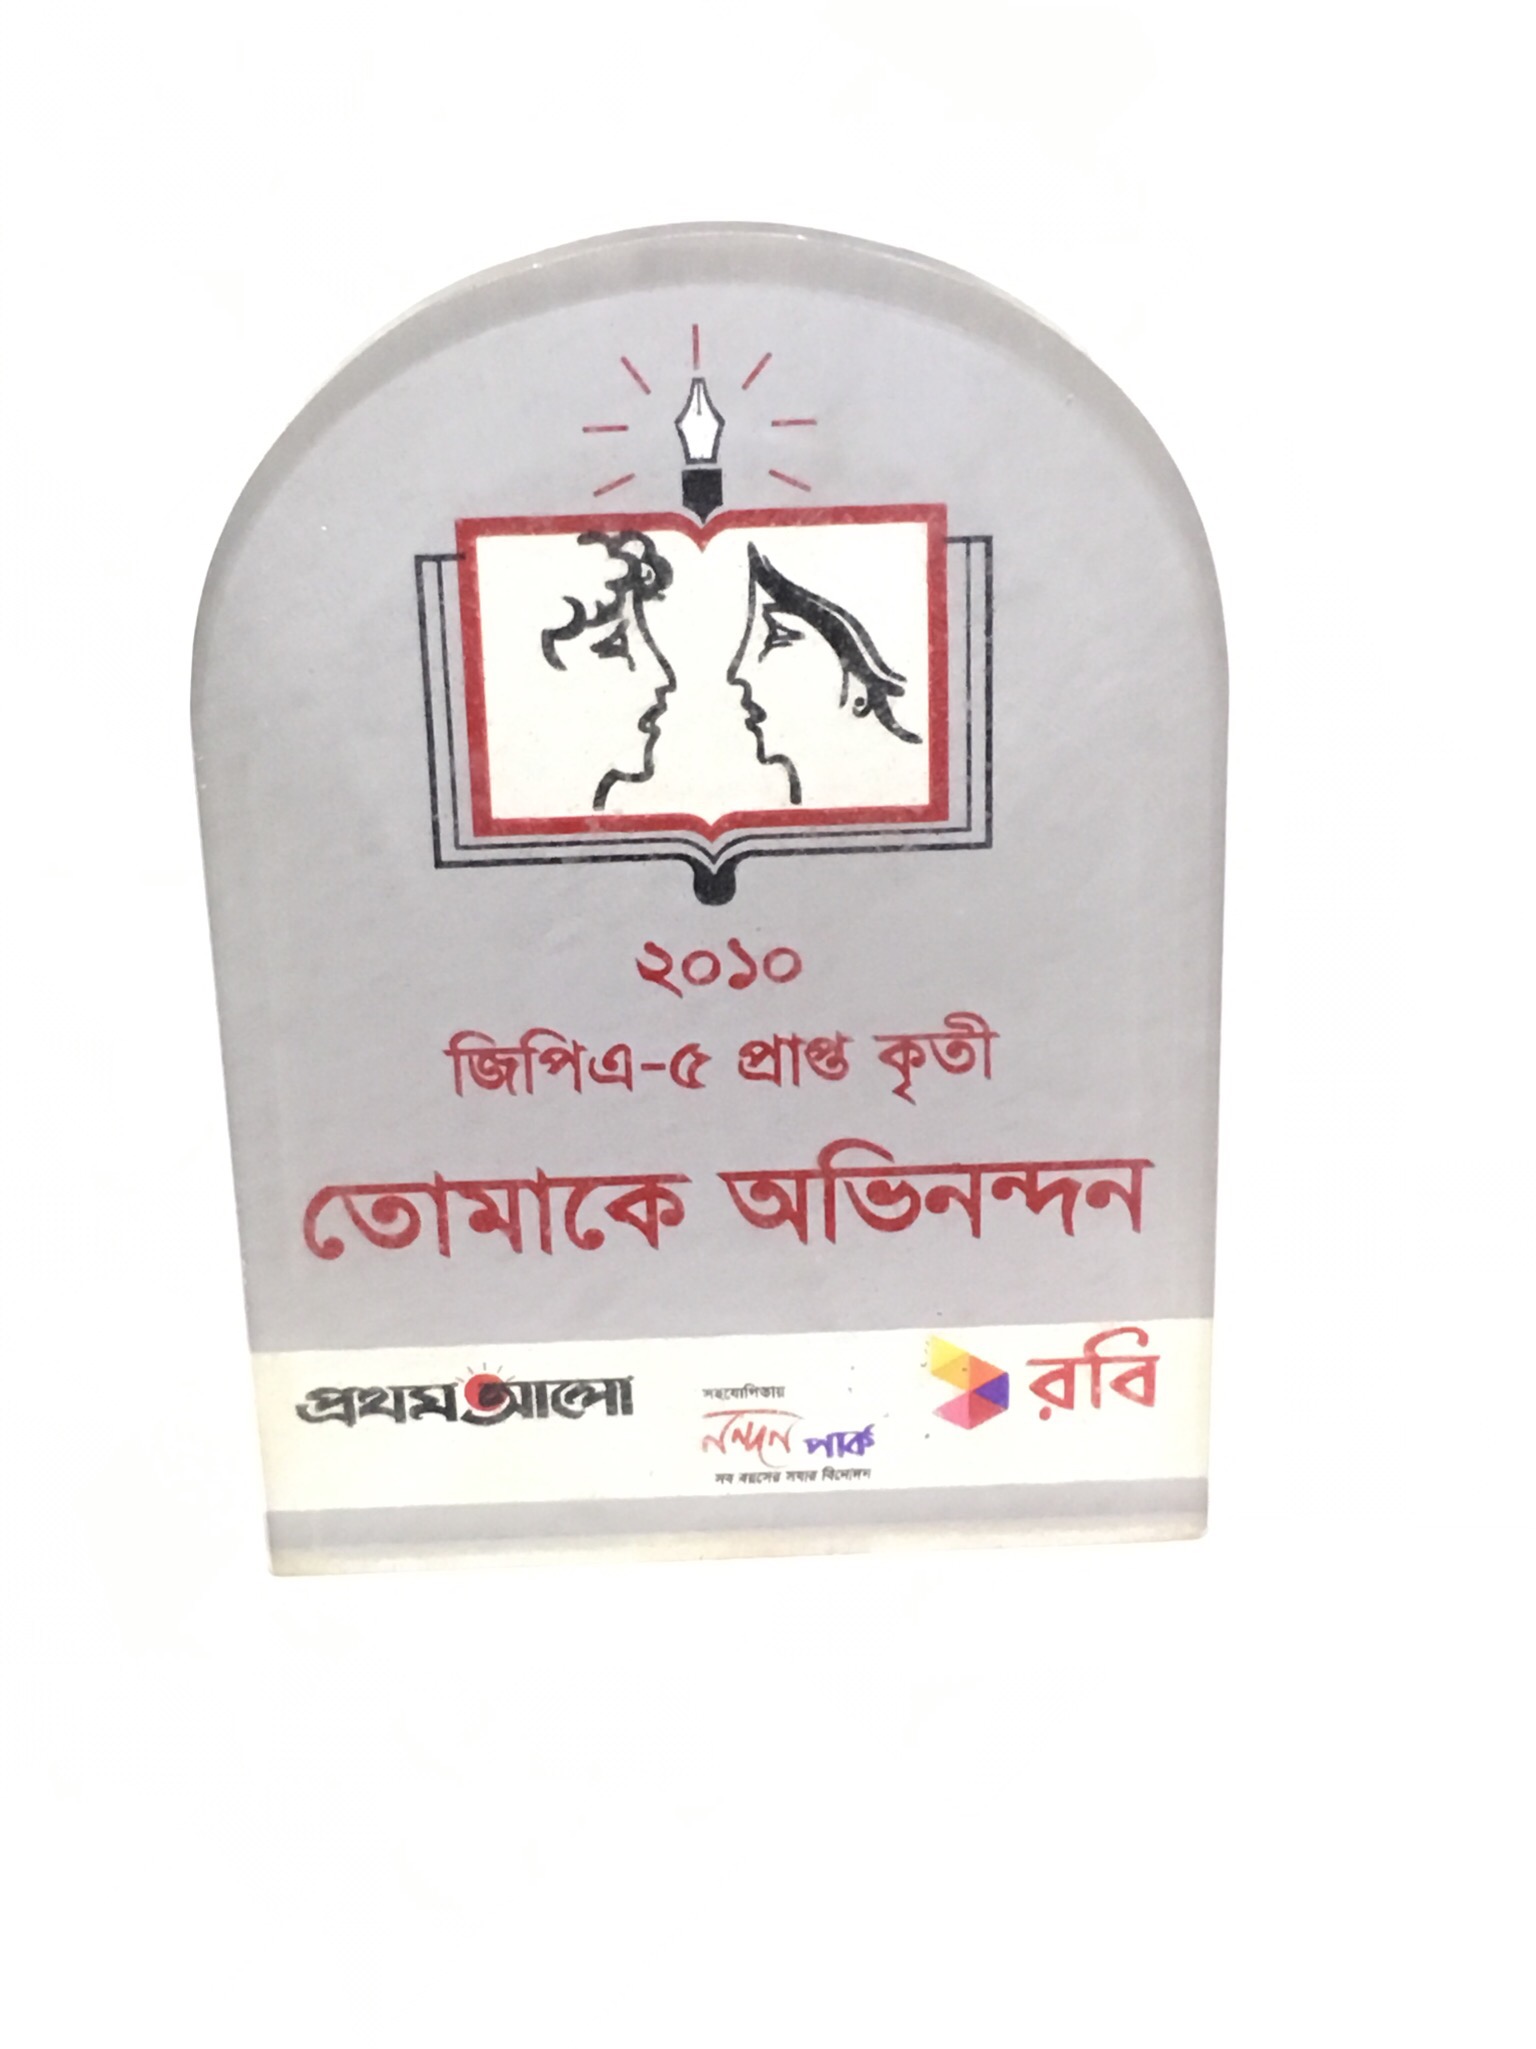 ২০১০
জিপিএ-৫ প্রাপ্ত কৃতী
তোমাকে অভিনন্দন
প্রথম আলো
সহযোগিতায়
নন্দন পার্ক
সব বয়সের সবার বিনোদন
রবি